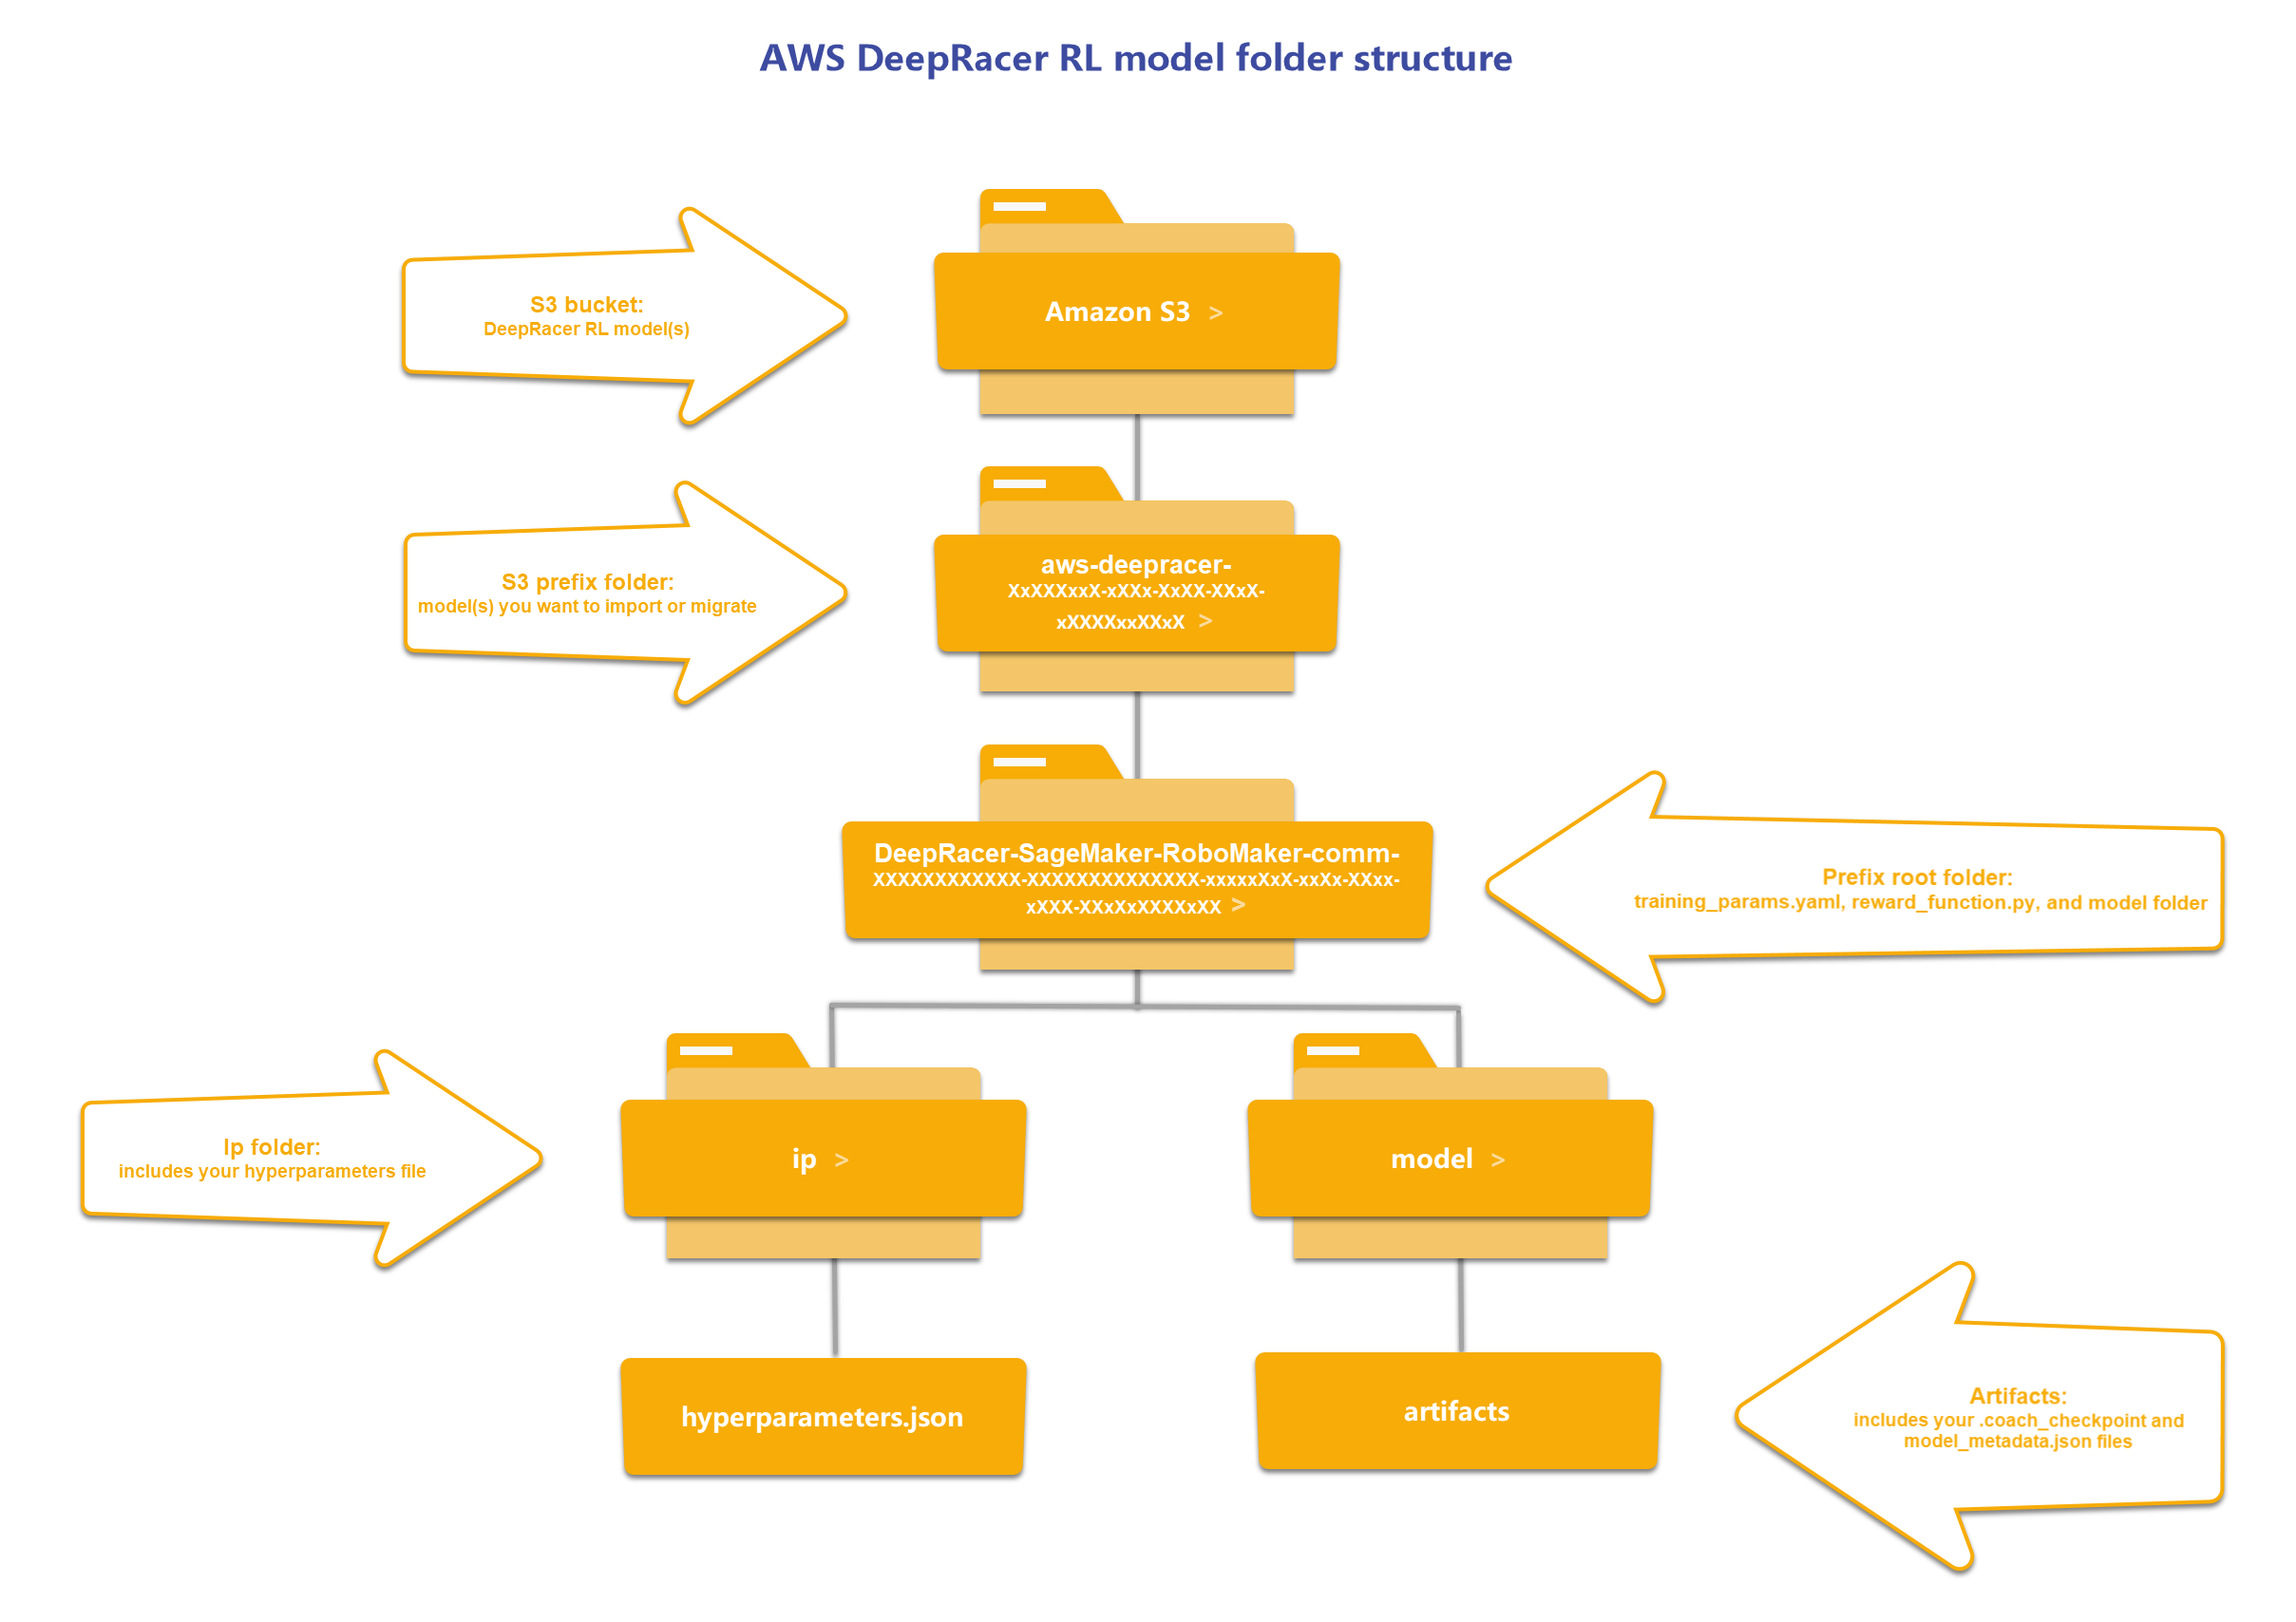 AWS DeepRacer RL model folder structure
S3 bucket:
DeepRacer RL model(s)
Amazon S3 >
S3 prefix folder:
model(s) you want to import or migrate
aws-deepracer-
XxXXXxxX-xXXx-XxXX-XXxX-
xXXXXxxXXxX >
DeepRacer-SageMaker-RoboMaker-comm-
XXXXXXXXXXXX-XXXXXXXXXXXXXX-xxxxxXxX-xxXx-XXxx-
xXXX-XXxXxXXXXxXX >
Prefix root folder:
training_params.yaml, reward_function.py, and model folder
Ip folder:
includes your hyperparameters file
ip >
model >
hyperparameters.json
artifacts
Artifacts:
includes your .coach_checkpoint and
model_metadata.json files